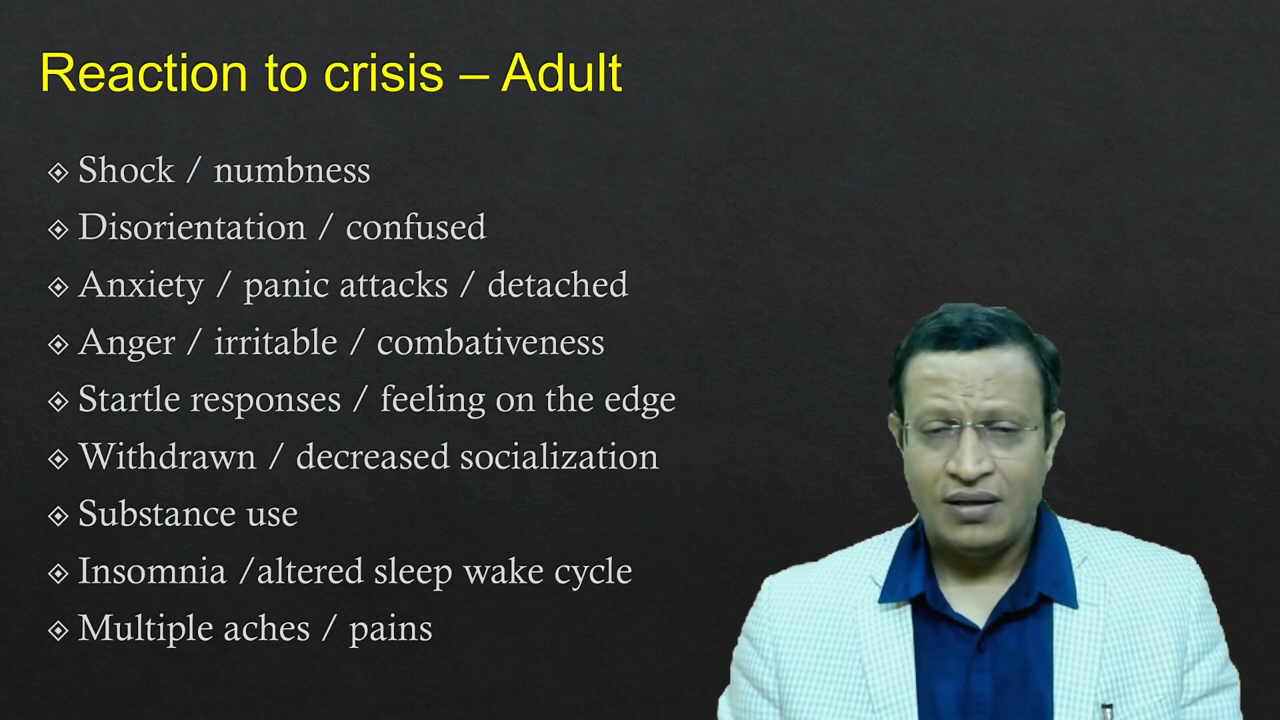 Reaction to crisis – Adult
Shock / numbness
Disorientation / confused
Anxiety / panic attacks / detached
Anger / irritable / combativeness
Startle responses / feeling on the edge
Withdrawn / decreased socialization
Substance use
Insomnia /altered sleep wake cycle
Multiple aches / pains